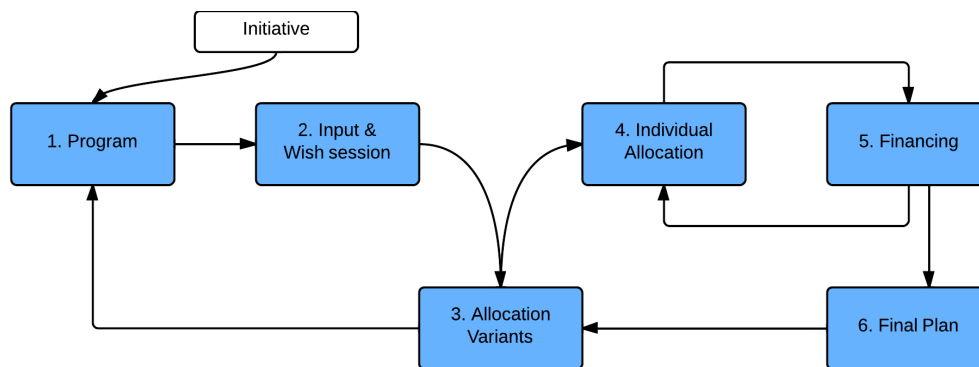 Initiative
1. Program
2. Input &
Wish session
4. Individual
Allocation
5. Financing
3. Allocation
Variants
6. Final Plan